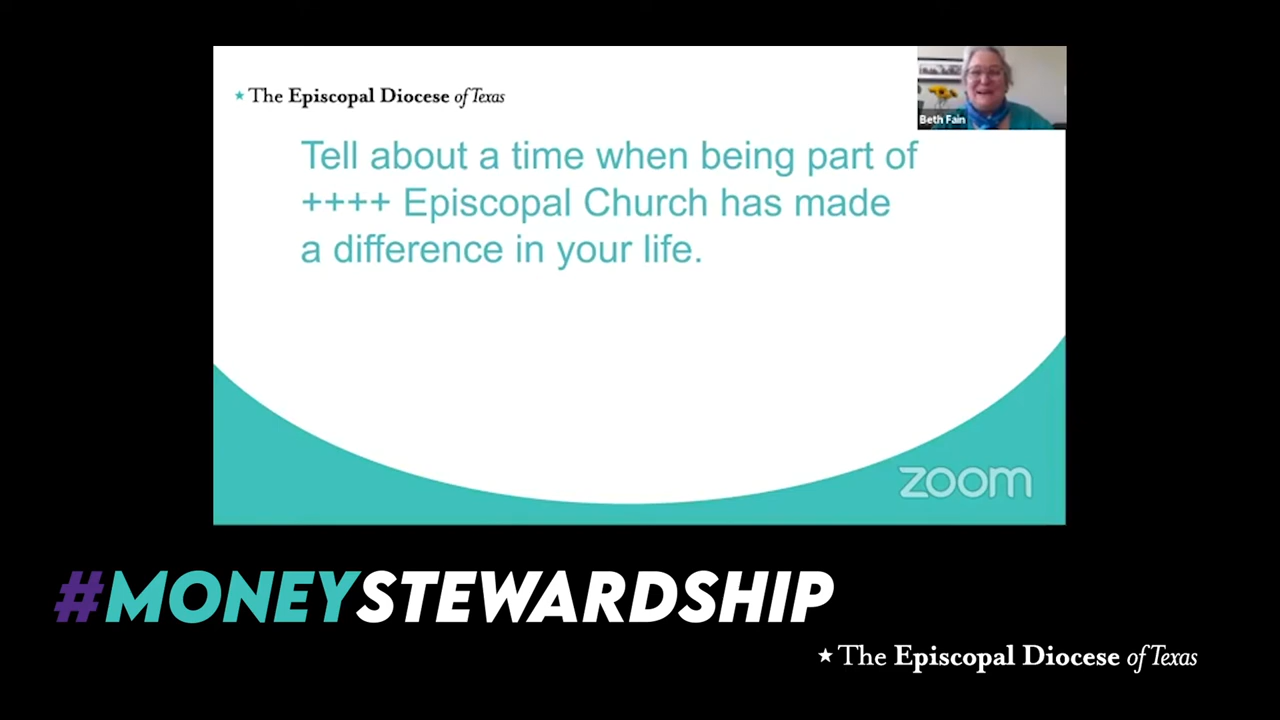 ★ The Episcopal Diocese of Texas
Beth Fain
Tell about a time when being part of
++++ Episcopal Church has made
a difference in your life.
zoom
#MONEYSTEWARDSHIP
★ The Episcopal Diocese of Texas